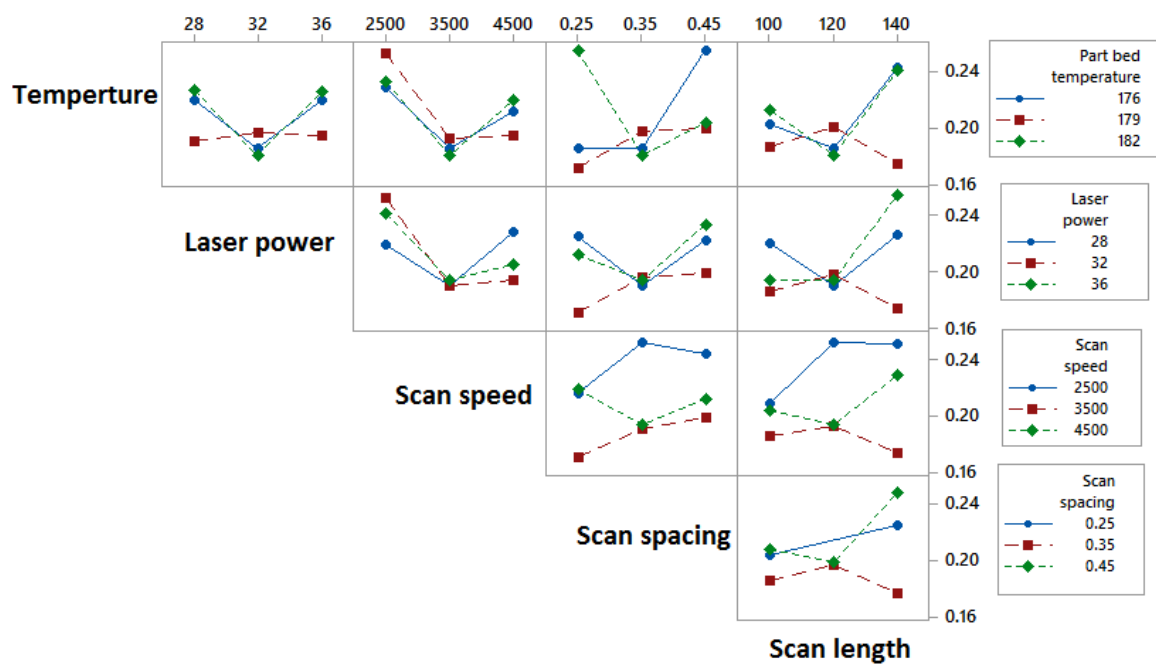 28 32 36 2500 3500 4500 0.25 0.35 0.45 100 120 140
Temperture
0.24
0.20
0.16
Part bed
temperature
176
179
182
Laser power
0.24
0.20
0.16
Laser
power
28
32
36
Scan speed
0.24
0.20
0.16
Scan
speed
2500
3500
4500
Scan spacing
0.24
0.20
0.16
Scan
spacing
0.25
0.35
0.45
Scan length